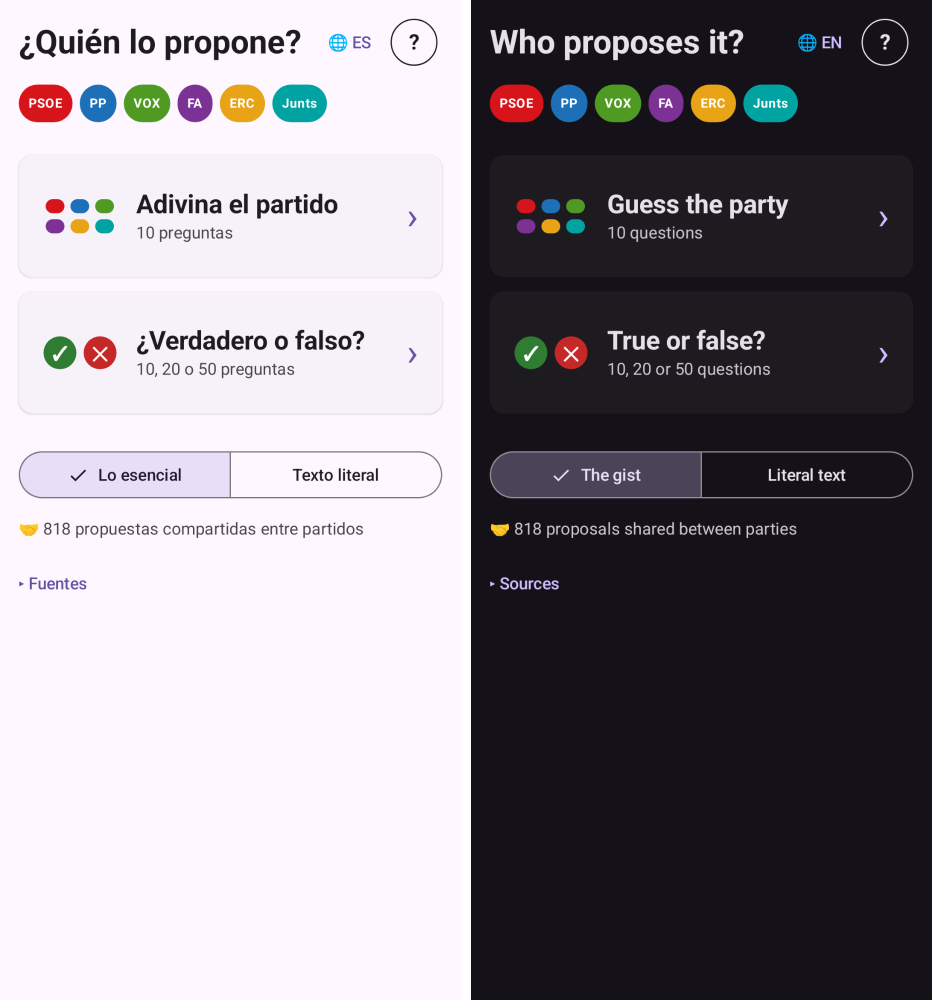 ¿Quién lo propone? 🌐 ES ?
PSOE PP VOX FA ERC Junts
Adivina el partido
10 preguntas
¿Verdadero o falso?
10, 20 o 50 preguntas
Lo esencial Texto literal
🤝 818 propuestas compartidas entre partidos
▸ Fuentes
Who proposes it? 🌐 EN ?
PSOE PP VOX FA ERC Junts
Guess the party
10 questions
True or false?
10, 20 or 50 questions
The gist Literal text
🤝 818 proposals shared between parties
▸ Sources